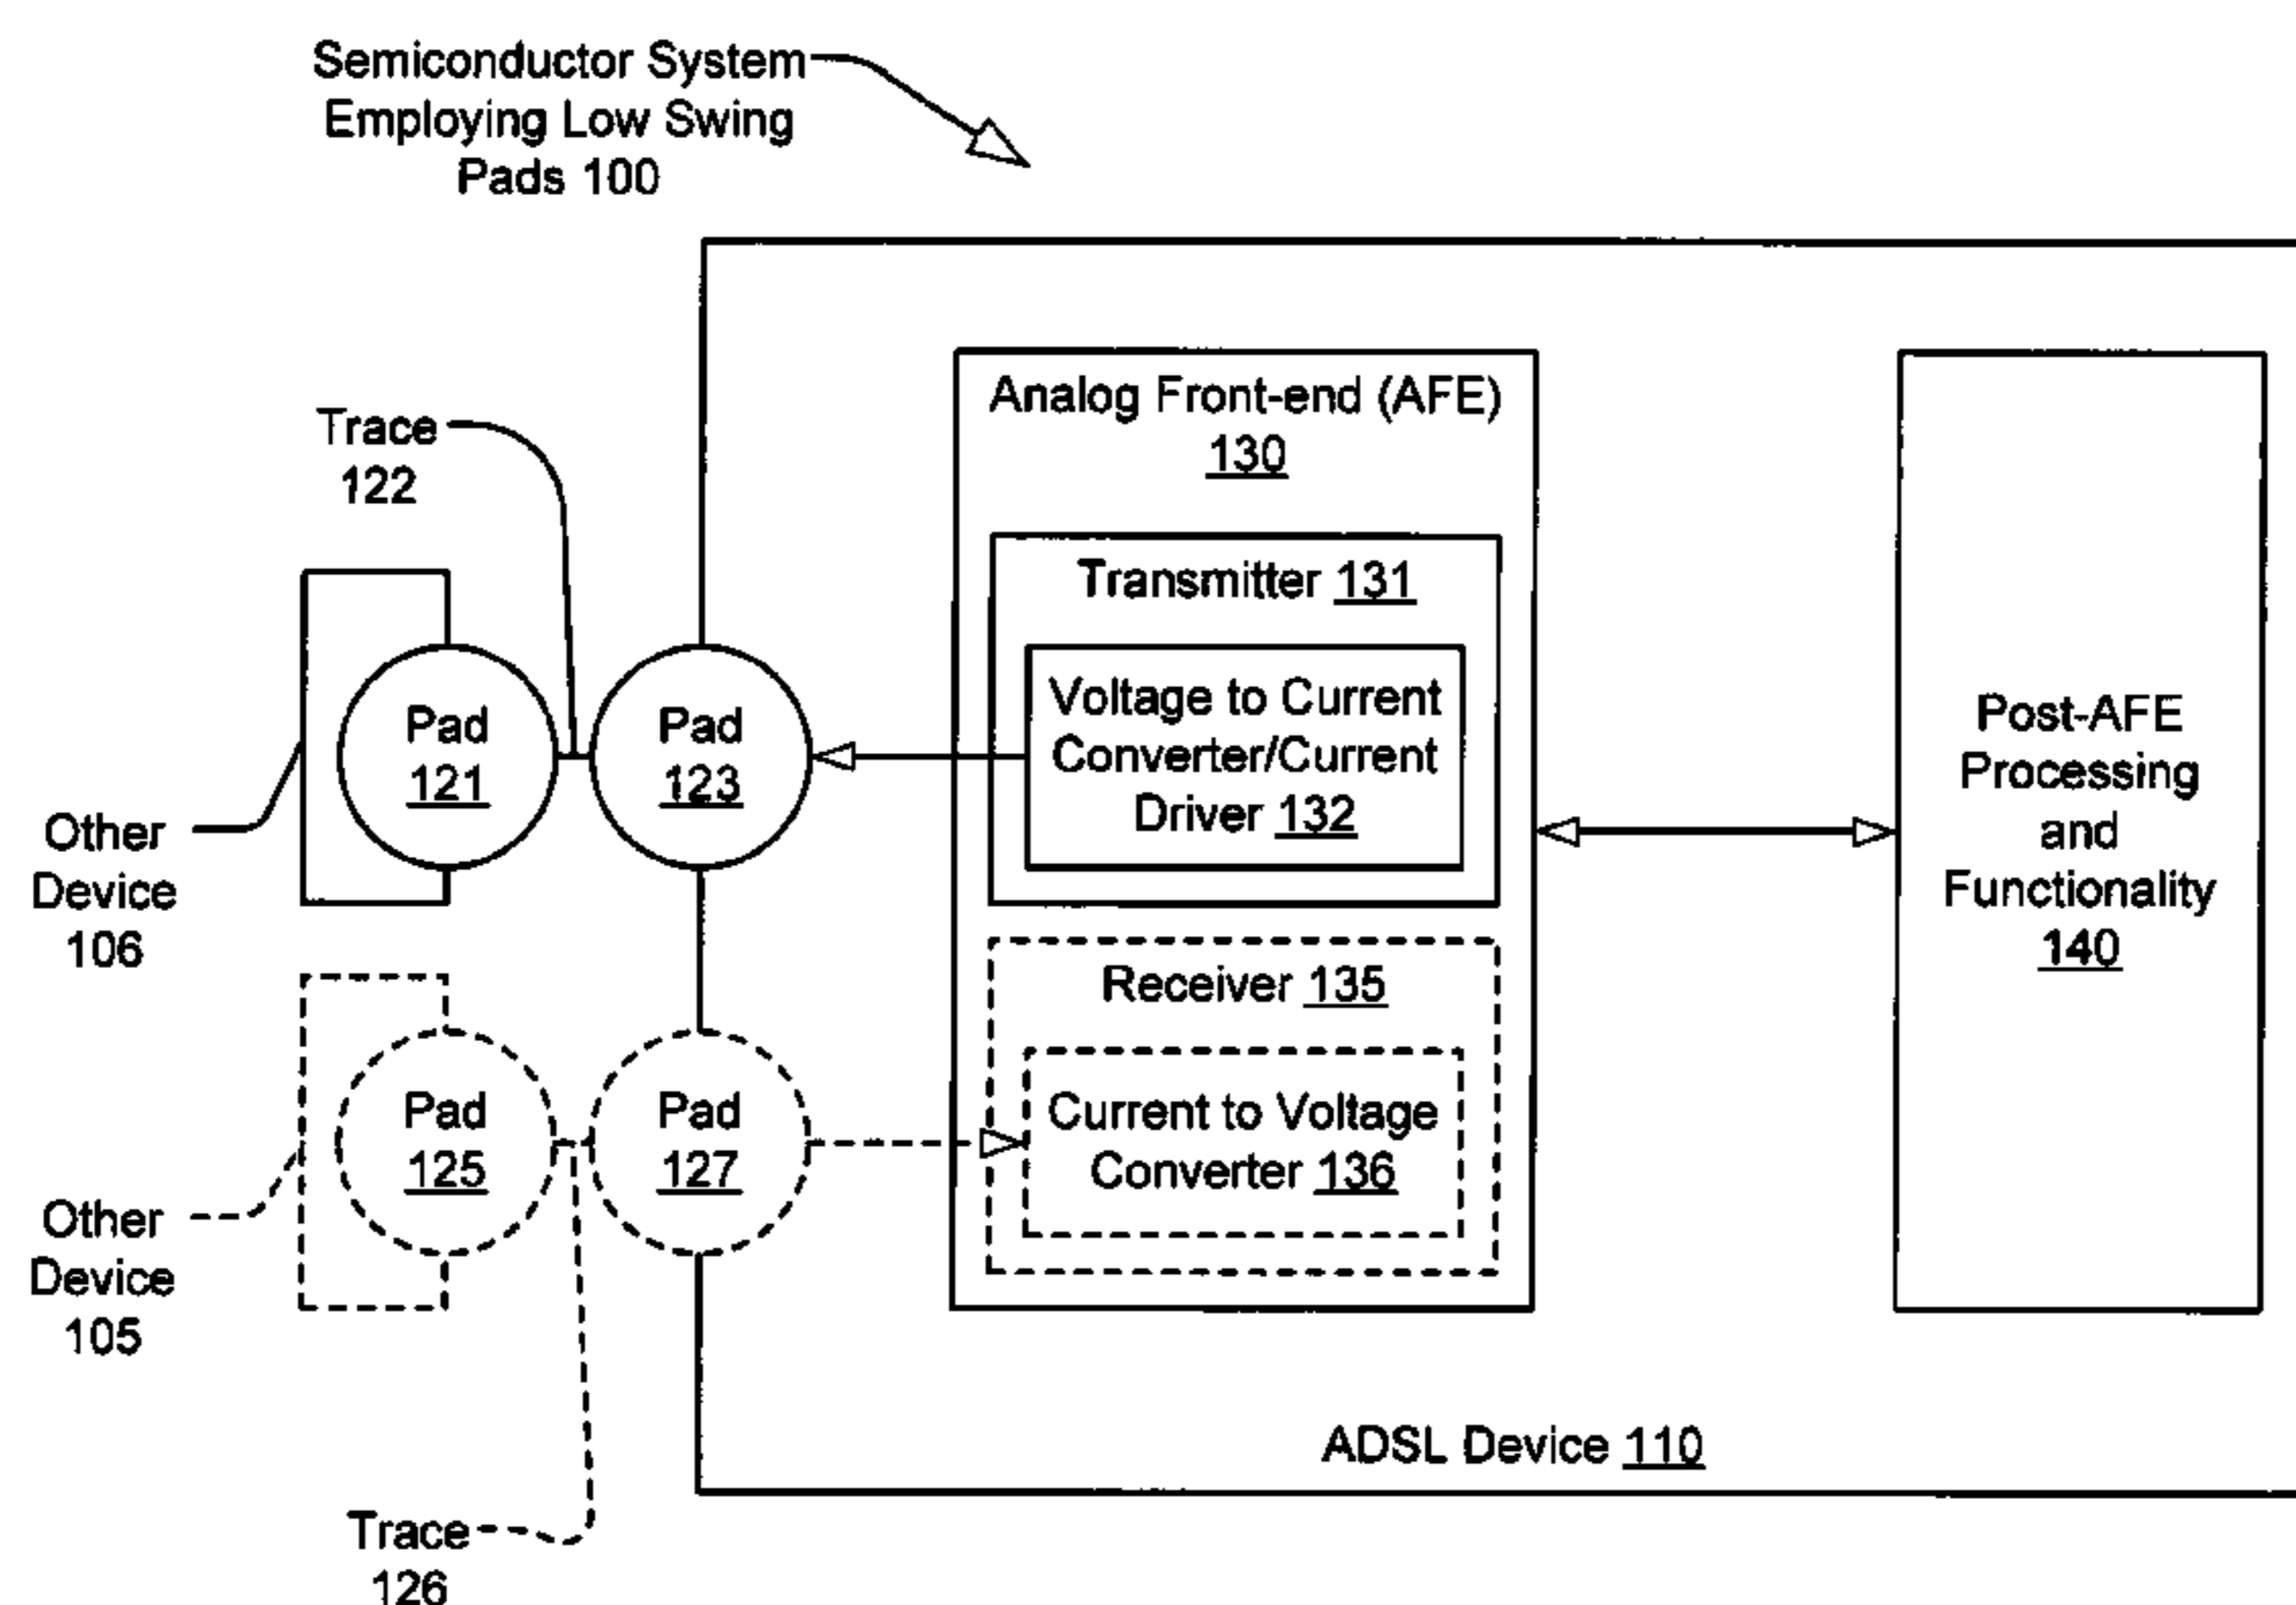 Semiconductor System
Employing Low Swing
Pads 100
Trace
122
Analog Front-end (AFE)
130
Transmitter 131
Voltage to Current
Converter/Current
Driver 132
Pad
121
Pad
123
Other
Device
106
Post-AFE
Processing
and
Functionality
140
Receiver 135
Current to Voltage
Converter 136
Pad
125
Pad
127
Other
Device
105
ADSL Device 110
Trace
126